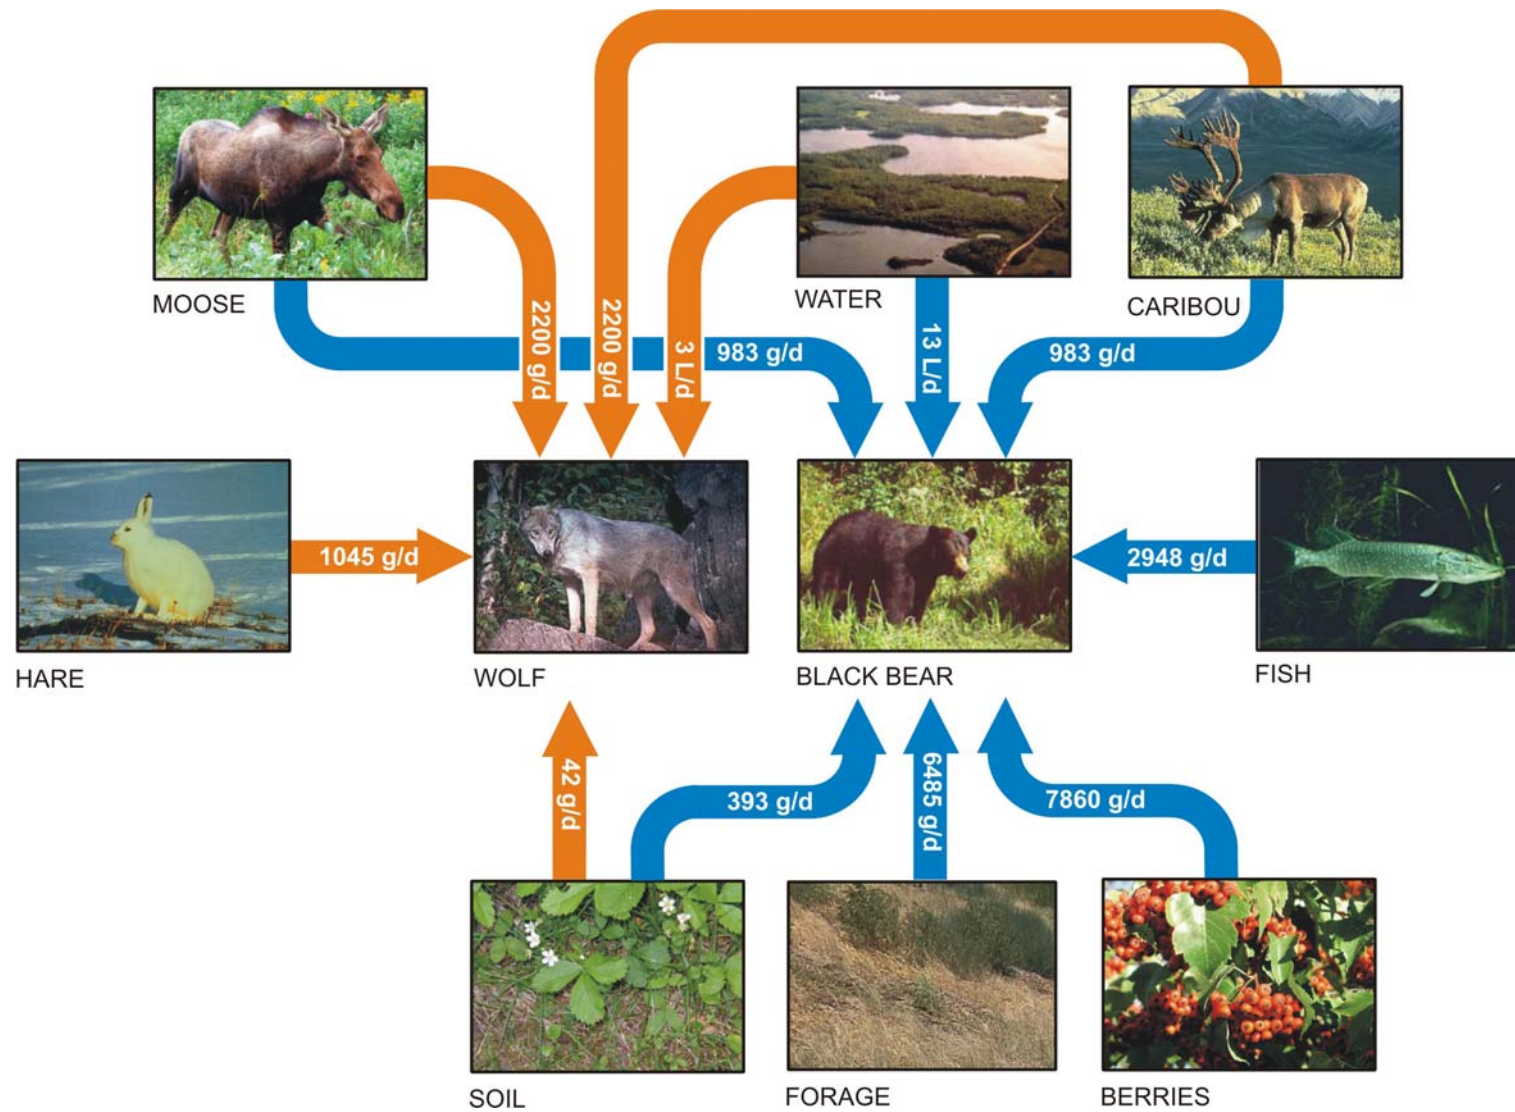 MOOSE
WATER
CARIBOU
2200 g/d
2200 g/d
3 L/d
983 g/d
13 L/d
983 g/d
1045 g/d
2948 g/d
HARE
WOLF
BLACK BEAR
FISH
42 g/d
393 g/d
6485 g/d
7860 g/d
SOIL
FORAGE
BERRIES